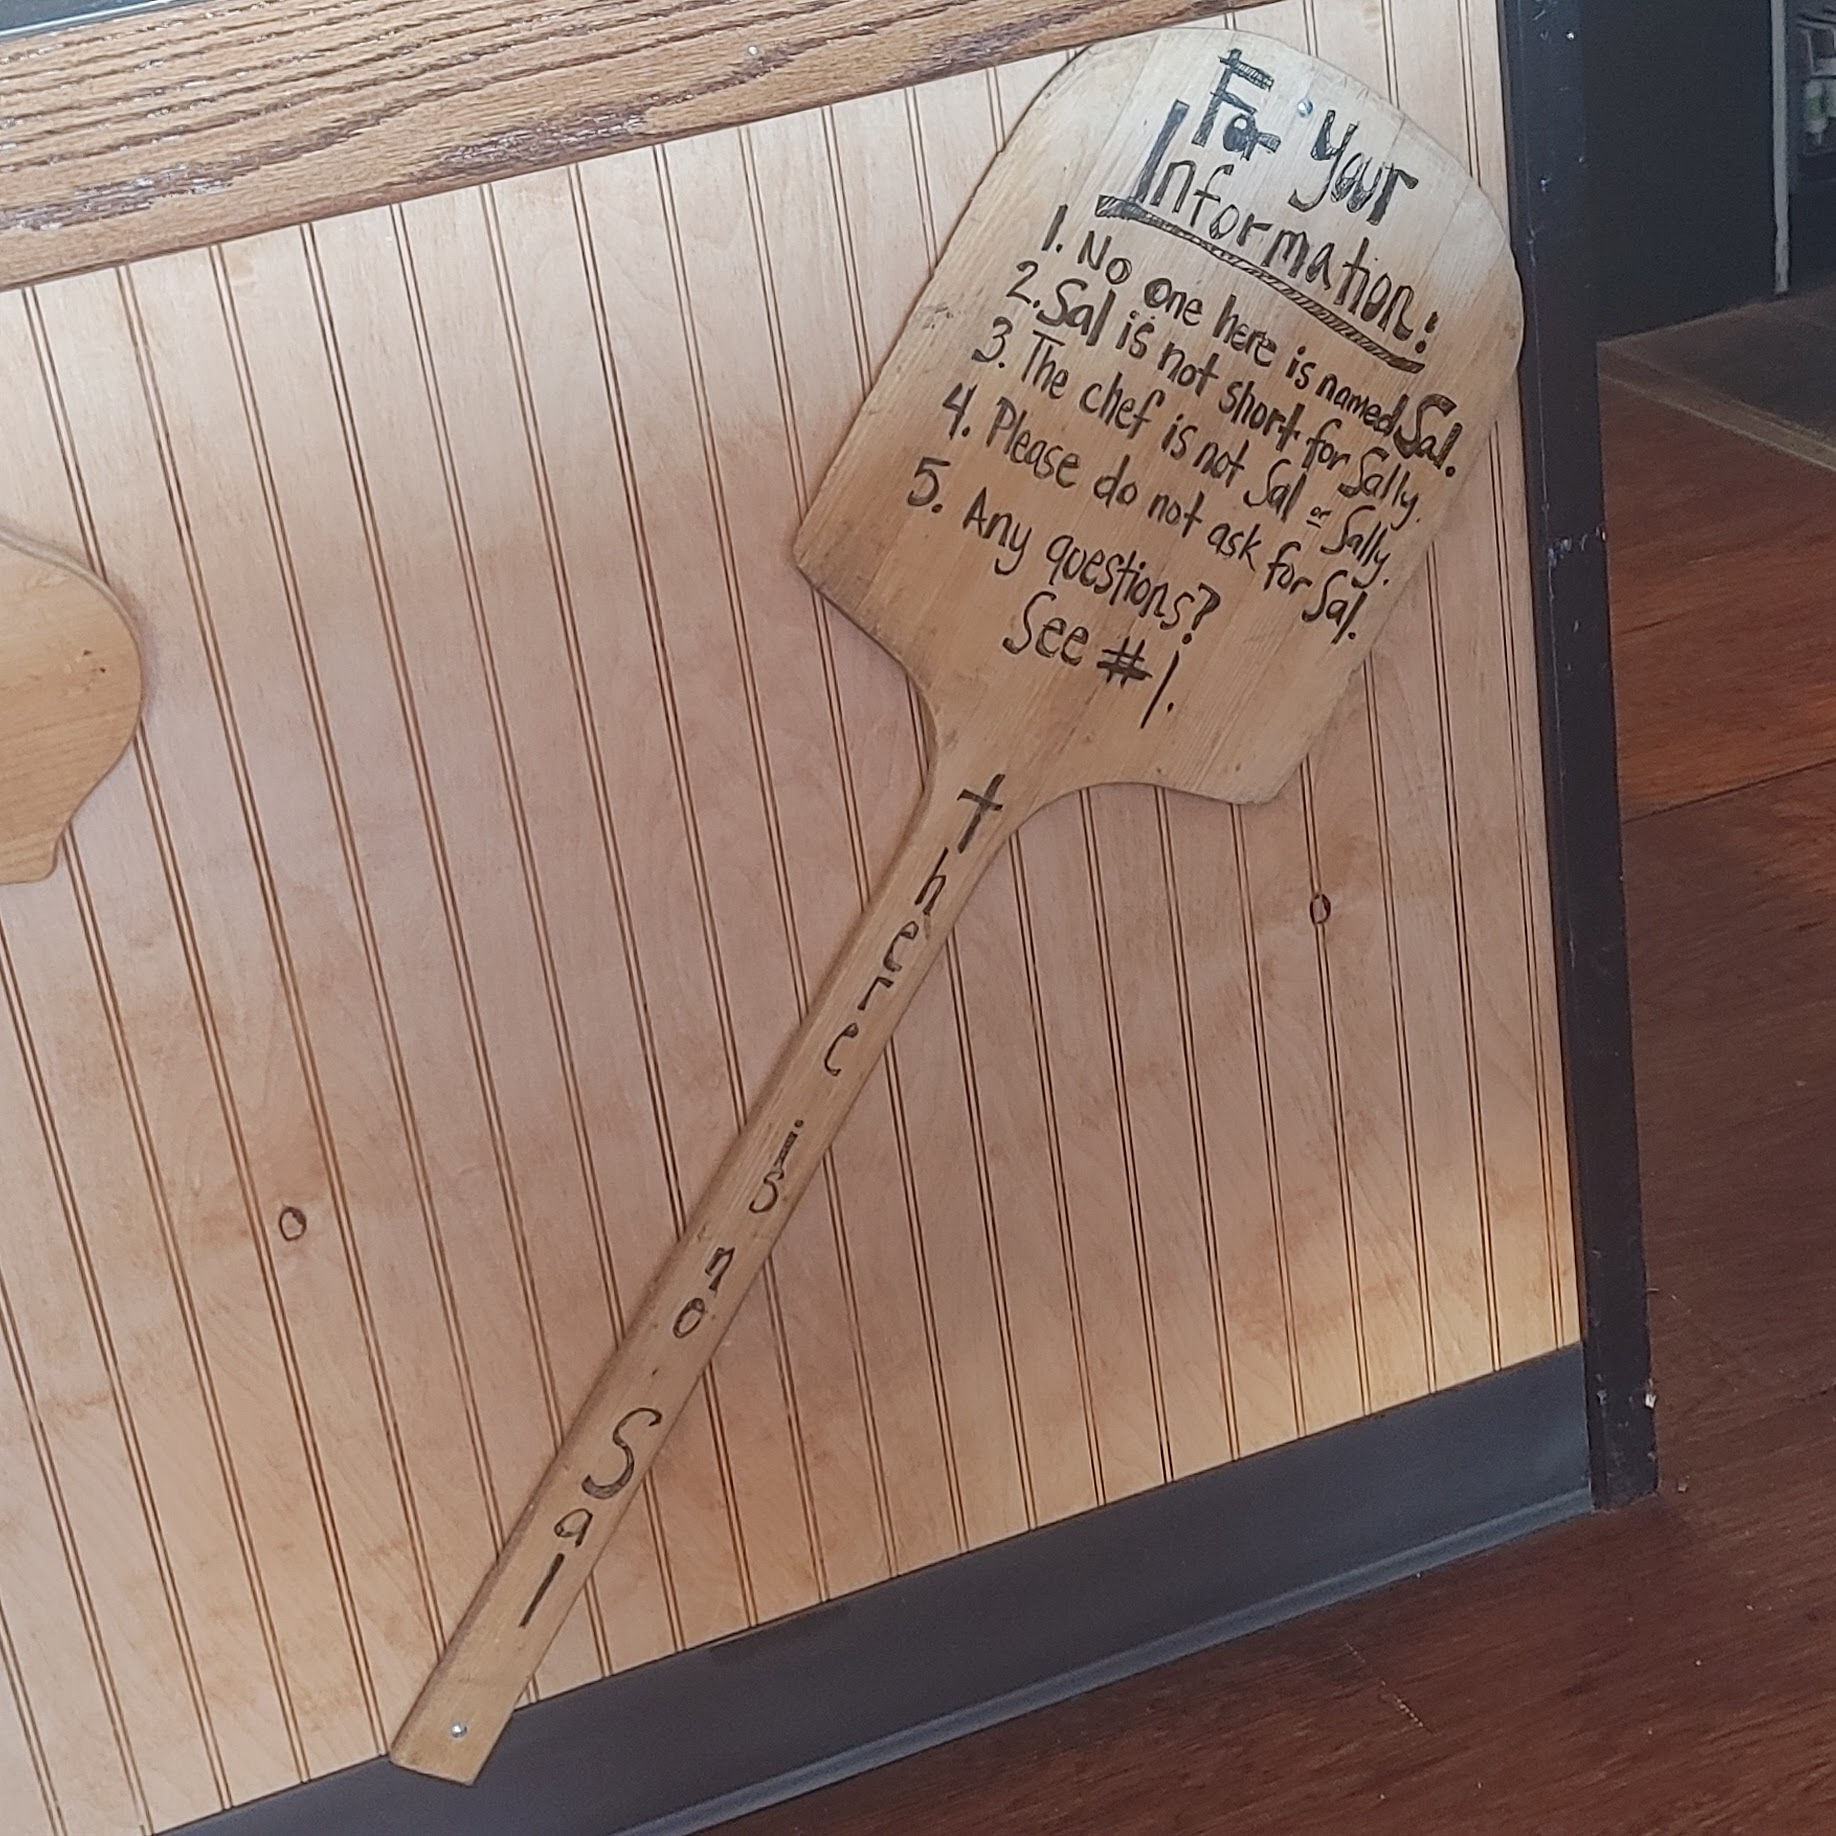 For your
Information:
1. No one here is named Sal.
2. Sal is not short for Sally.
3. The chef is not Sal or Sally.
4. Please do not ask for Sal.
5. Any questions?
See #1.
there is no Sal